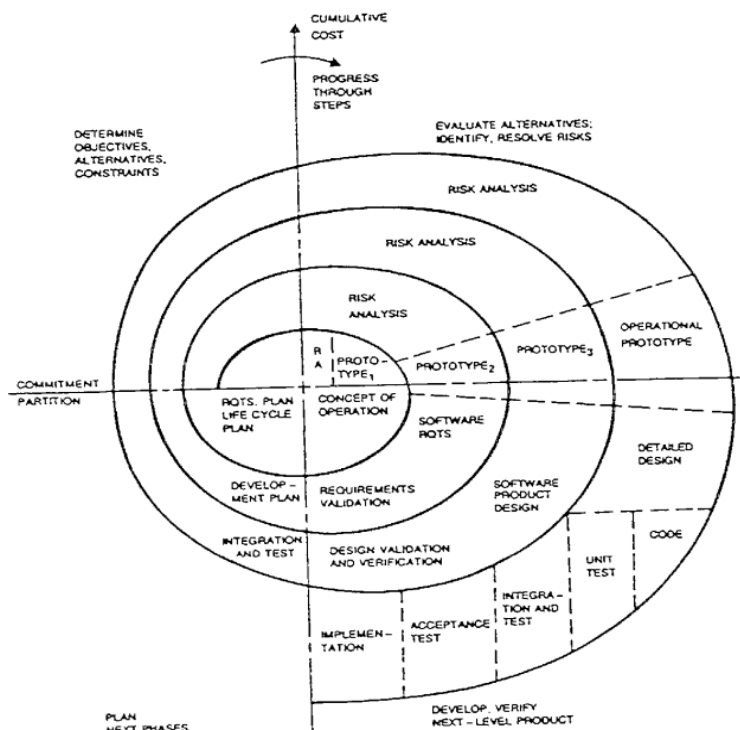 CUMULATIVE
COST
PROGRESS
THROUGH
STEPS
DETERMINE
OBJECTIVES,
ALTERNATIVES,
CONSTRAINTS
EVALUATE ALTERNATIVES;
IDENTIFY, RESOLVE RISKS
RISK ANALYSIS
RISK ANALYSIS
RISK
ANALYSIS
R
A
PROTO-
TYPE1
PROTOTYPE2
PROTOTYPE3
OPERATIONAL
PROTOTYPE
COMMITMENT
PARTITION
RQTS. PLAN
LIFE CYCLE
PLAN
CONCEPT OF
OPERATION
SOFTWARE
RQTS
DETAILED
DESIGN
DEVELOP-
MENT PLAN
REQUIREMENTS
VALIDATION
SOFTWARE
PRODUCT
DESIGN
INTEGRATION
AND TEST
DESIGN VALIDATION
AND VERIFICATION
CODE
UNIT
TEST
INTEGRA-
TION AND
TEST
ACCEPTANCE
TEST
IMPLEMEN-
TATION
PLAN
NEXT PHASES
DEVELOP, VERIFY
NEXT-LEVEL PRODUCT